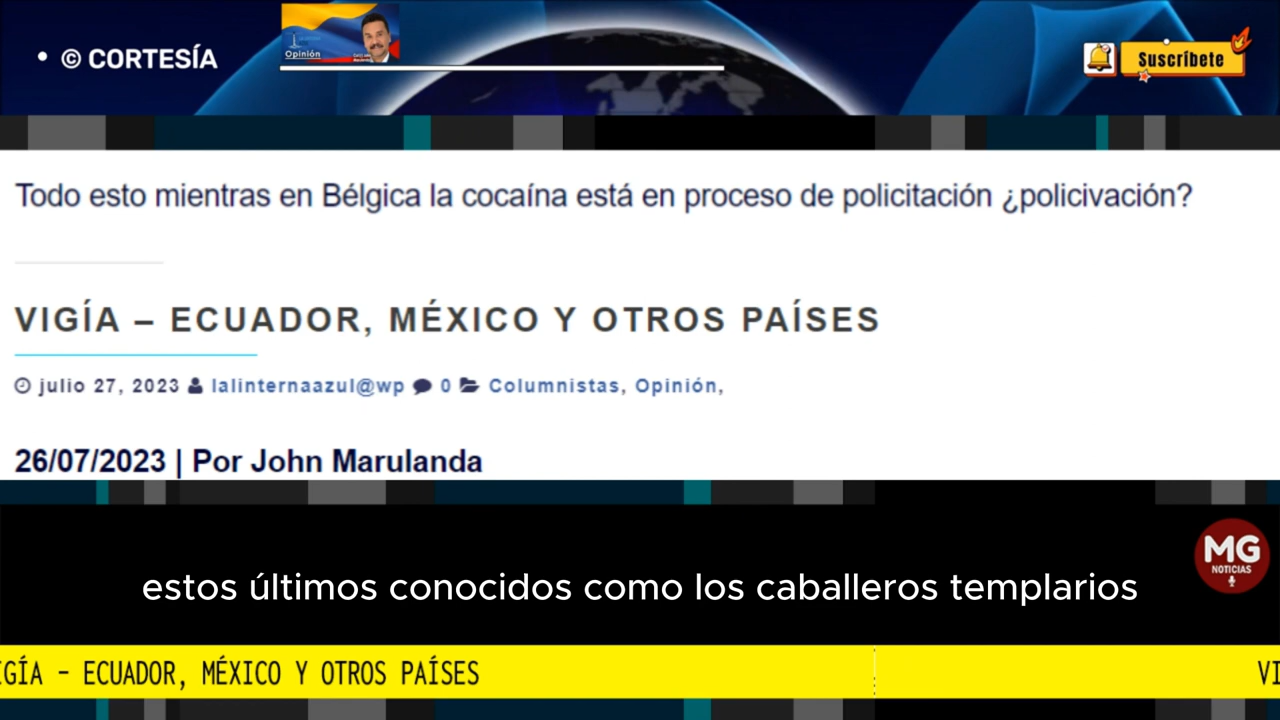 • © CORTESÍA
Opinión
Suscríbete
Todo esto mientras en Bélgica la cocaína está en proceso de policitación ¿policivación?
VIGÍA – ECUADOR, MÉXICO Y OTROS PAÍSES
julio 27, 2023 lalinternaazul@wp 0 Columnistas, Opinión,
26/07/2023 | Por John Marulanda
estos últimos conocidos como los caballeros templarios
MG
NOTICIAS
IGÍA – ECUADOR, MÉXICO Y OTROS PAÍSES
VI